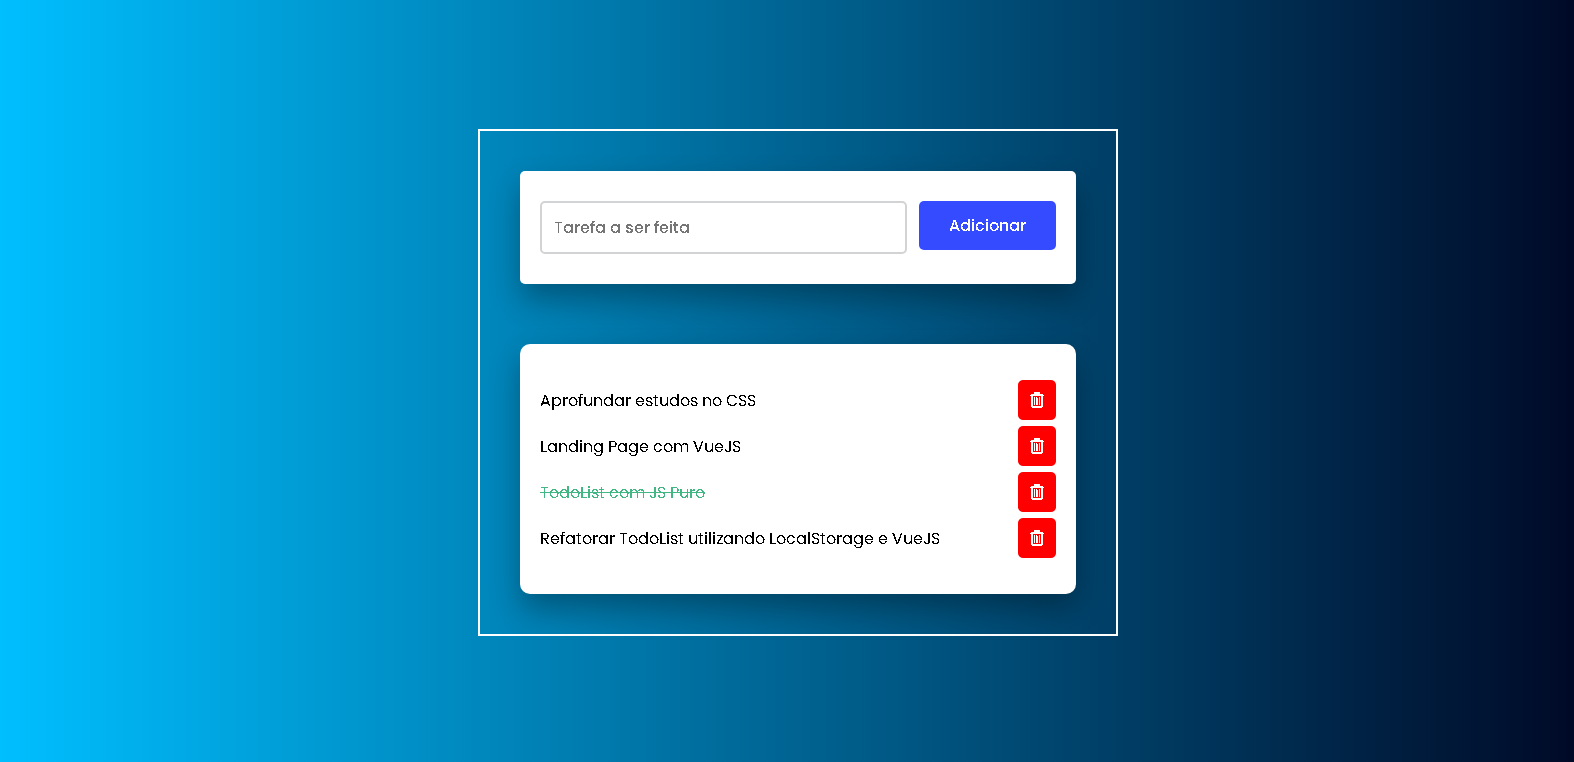 Tarefa a ser feita
Adicionar
Aprofundar estudos no CSS
Landing Page com VueJS
TodoList com JS Puro
Refatorar TodoList utilizando LocalStorage e VueJS